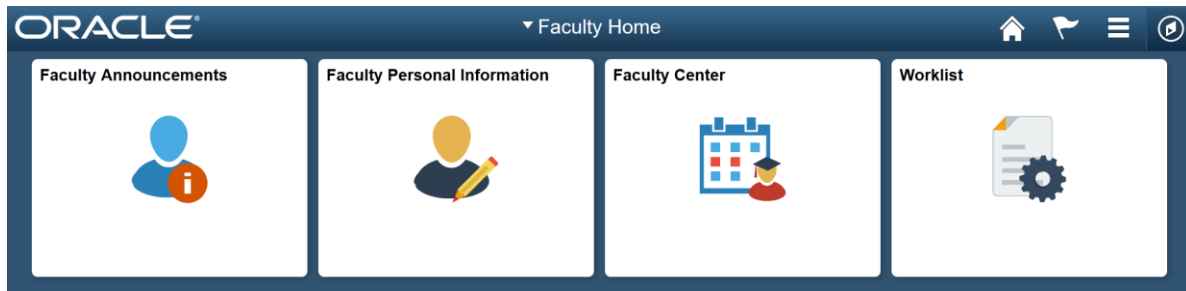 ORACLE
Faculty Home
Faculty Announcements
Faculty Personal Information
Faculty Center
Worklist